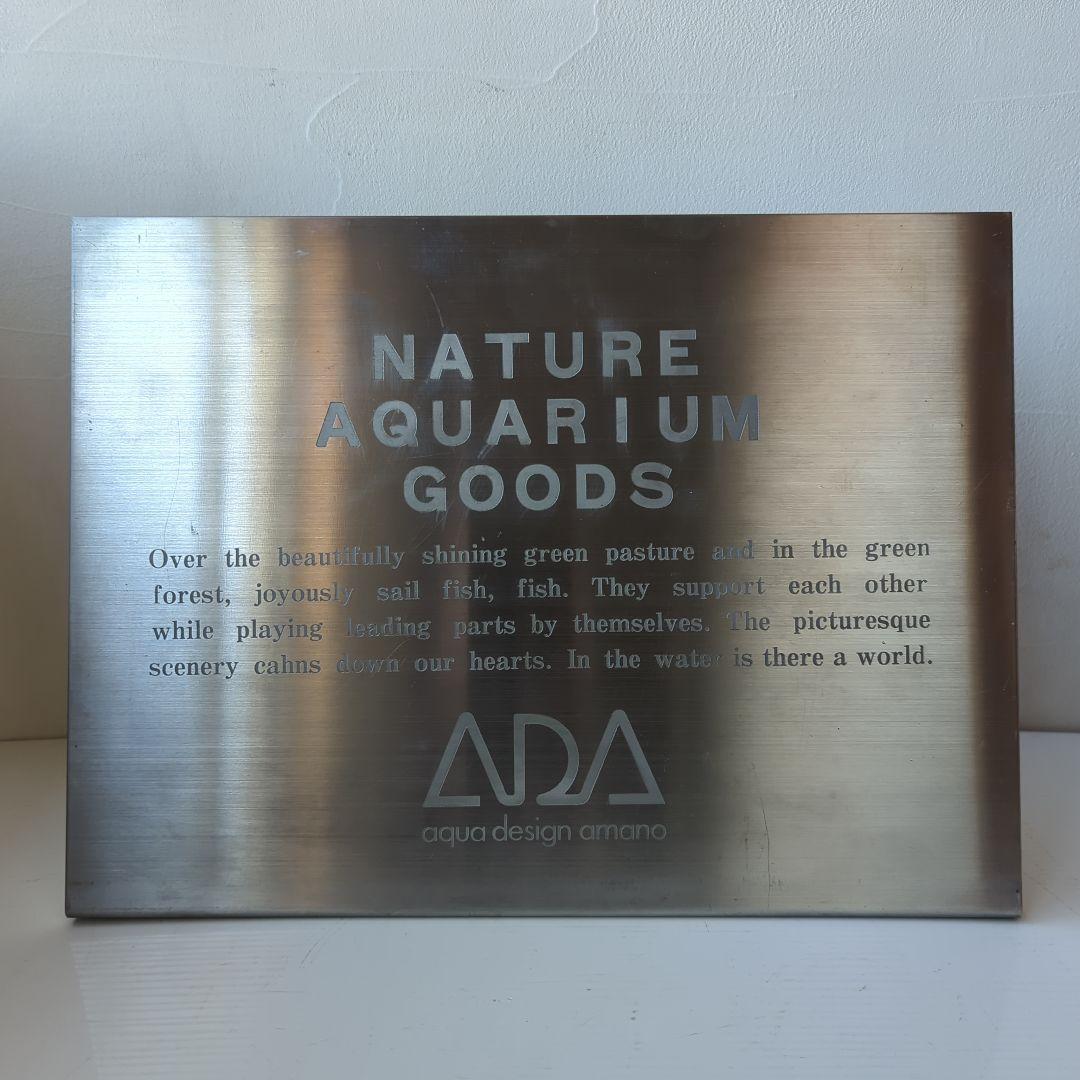 NATURE
AQUARIUM
GOODS
Over the beautifully shining green pasture and in the green
forest, joyously sail fish, fish. They support each other
while playing leading parts by themselves. The picturesque
scenery cahns down our hearts. In the water is there a world.
ADA
aqua design amano